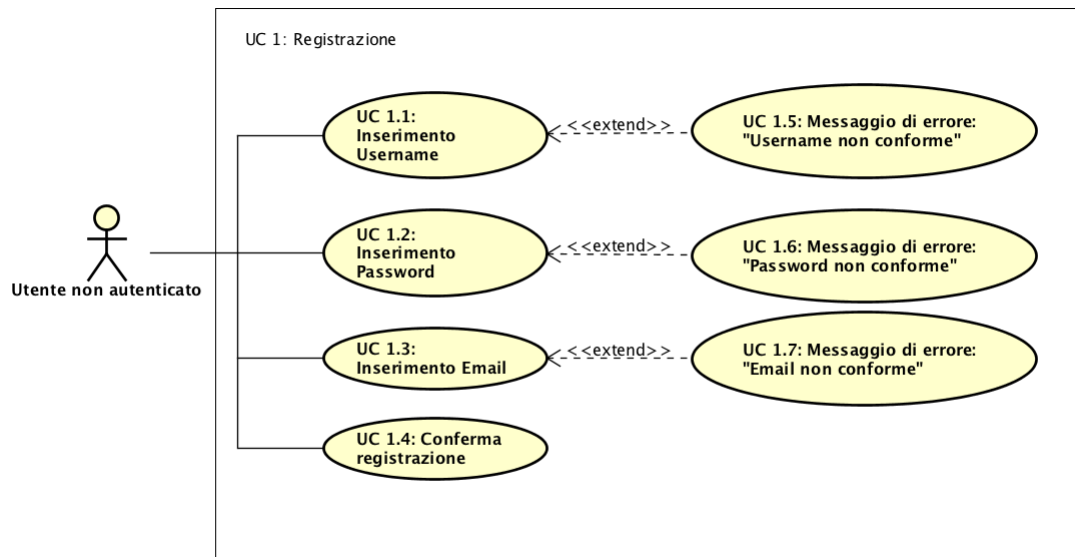 UC 1: Registrazione
UC 1.1:
Inserimento
Username
<<extend>>
UC 1.5: Messaggio di errore:
"Username non conforme"
Utente non autenticato
UC 1.2:
Inserimento
Password
<<extend>>
UC 1.6: Messaggio di errore:
"Password non conforme"
UC 1.3:
Inserimento Email
<<extend>>
UC 1.7: Messaggio di errore:
"Email non conforme"
UC 1.4: Conferma
registrazione